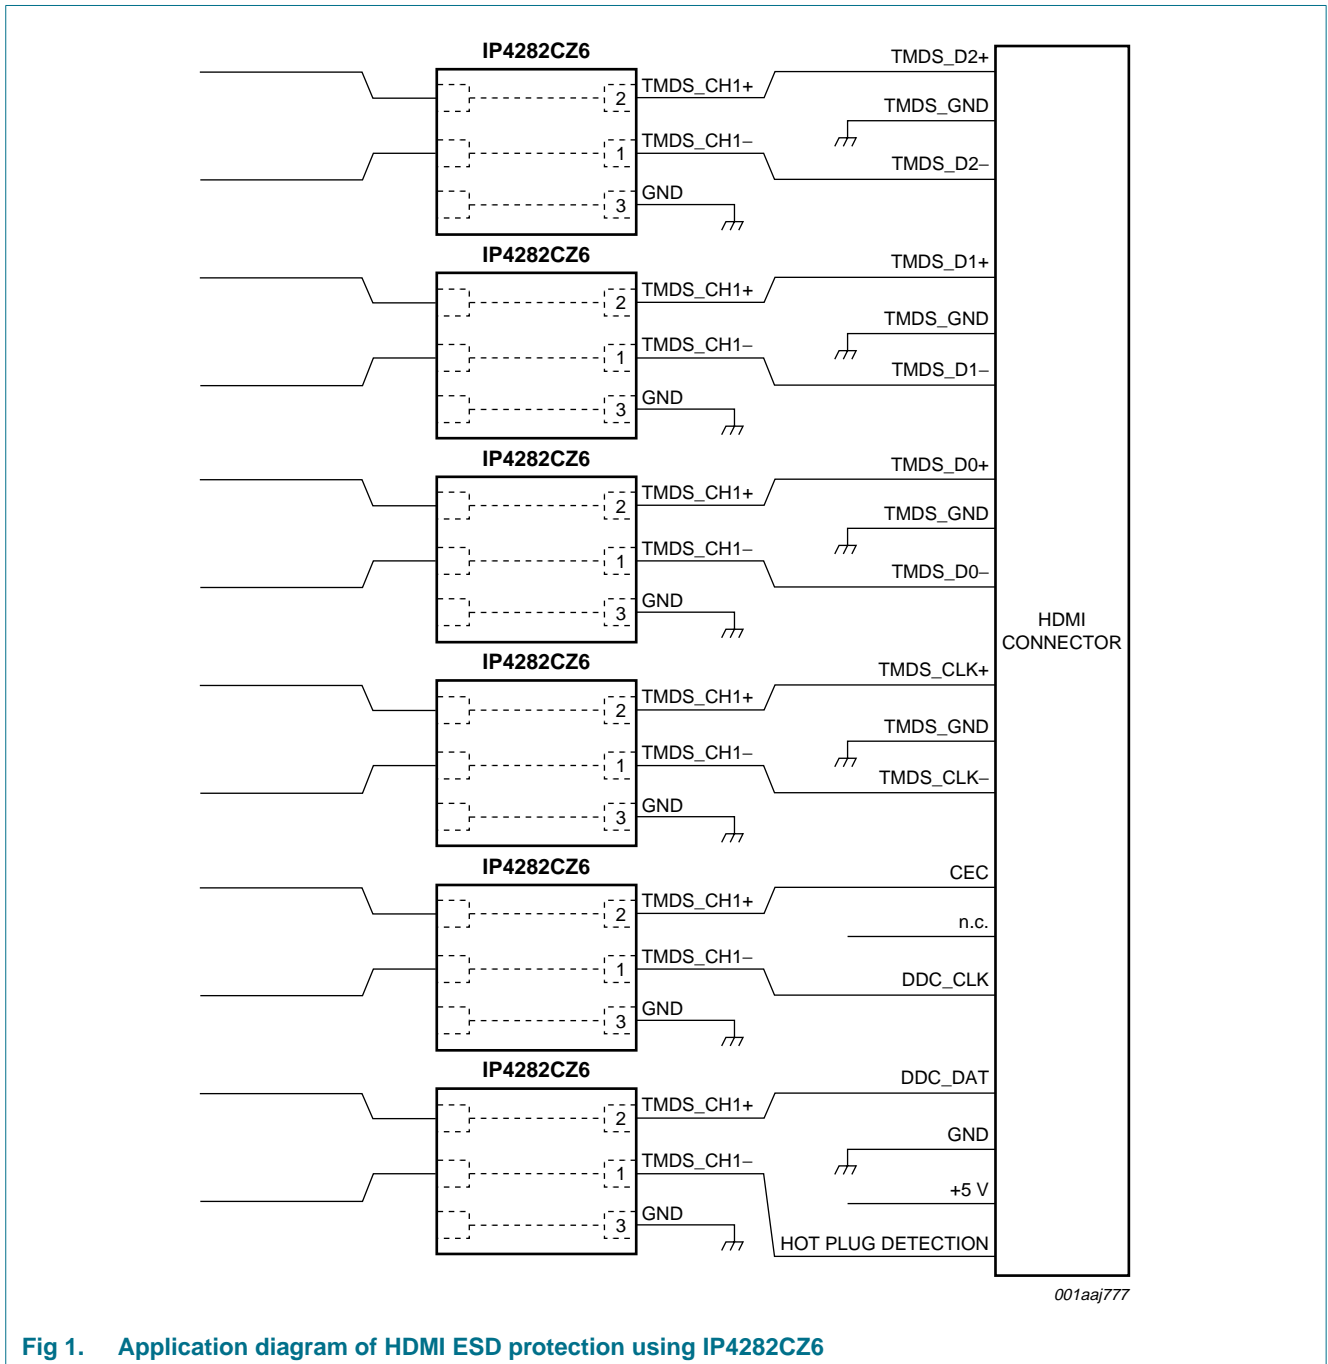 IP4282CZ6
TMDS_D2+
TMDS_CH1+
2
TMDS_GND
TMDS_CH1−
1
TMDS_D2−
GND
3
IP4282CZ6
TMDS_D1+
TMDS_CH1+
2
TMDS_GND
TMDS_CH1−
1
TMDS_D1−
GND
3
IP4282CZ6
TMDS_D0+
TMDS_CH1+
2
TMDS_GND
TMDS_CH1−
1
TMDS_D0−
GND
3
HDMI
CONNECTOR
IP4282CZ6
TMDS_CLK+
TMDS_CH1+
2
TMDS_GND
TMDS_CH1−
1
TMDS_CLK−
GND
3
IP4282CZ6
CEC
TMDS_CH1+
2
n.c.
TMDS_CH1−
1
DDC_CLK
GND
3
IP4282CZ6
DDC_DAT
TMDS_CH1+
2
GND
TMDS_CH1−
1
+5 V
GND
3
HOT PLUG DETECTION
001aaj777
Fig 1. Application diagram of HDMI ESD protection using IP4282CZ6